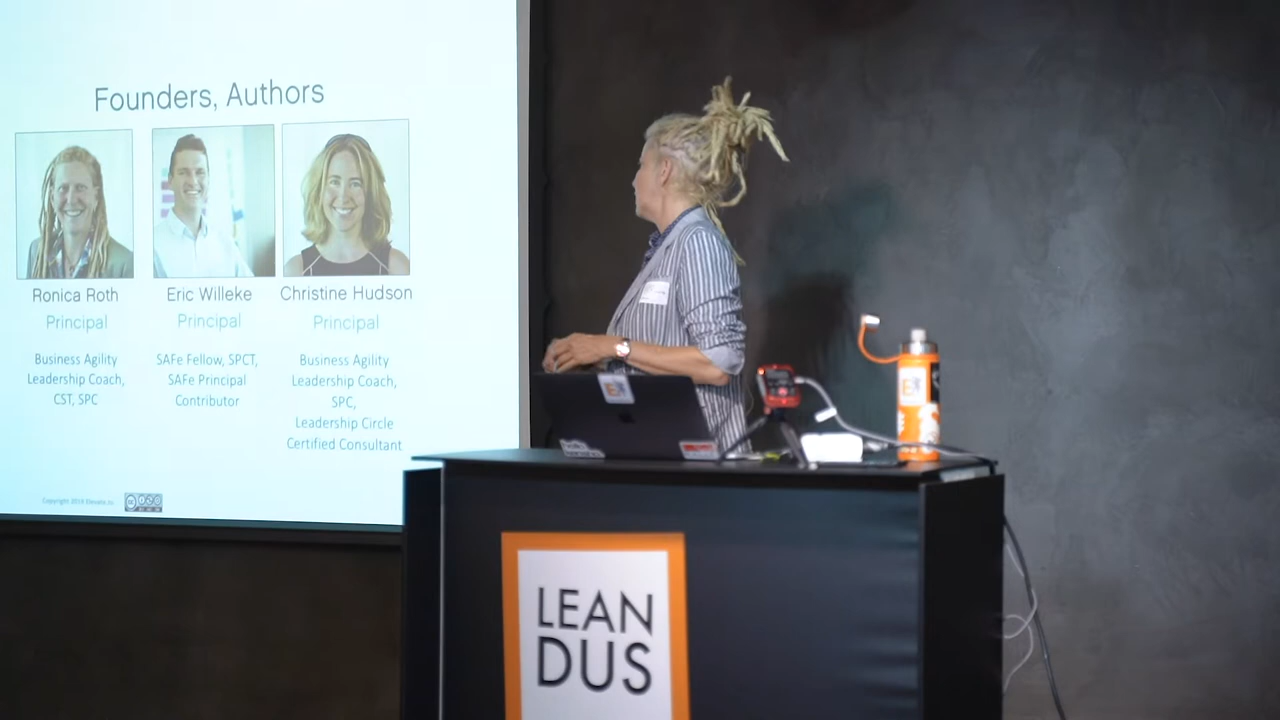 Founders, Authors
Ronica Roth
Principal
Business Agility
Leadership Coach,
CST, SPC
Eric Willeke
Principal
SAFe Fellow, SPCT,
SAFe Principal
Contributor
Christine Hudson
Principal
Business Agility
Leadership Coach,
SPC,
Leadership Circle
Certified Consultant
LEAN
DUS